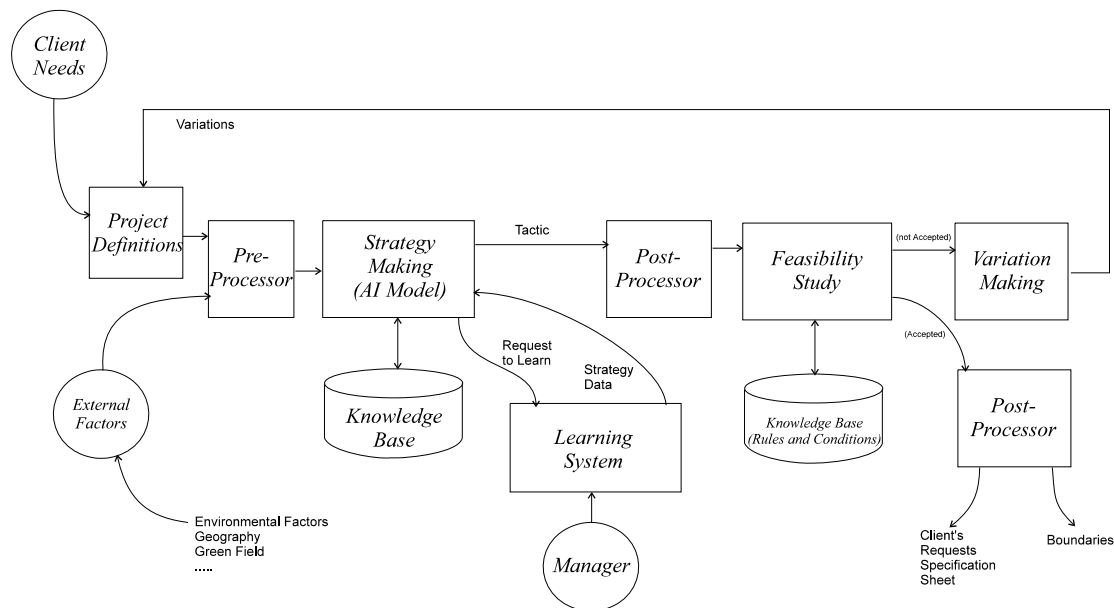 Client
Needs
Variations
Project
Definitions
Pre-
Processor
Strategy
Making
(AI Model)
Tactic
Post-
Processor
Feasibility
Study
(not Accepted)
Variation
Making
(Accepted)
Request
to Learn
Strategy
Data
External
Factors
Knowledge
Base
Learning
System
Knowledge Base
(Rules and Conditions)
Post-
Processor
Environmental Factors
Geography
Green Field
.....
Manager
Client's
Requests
Specification
Sheet
Boundaries